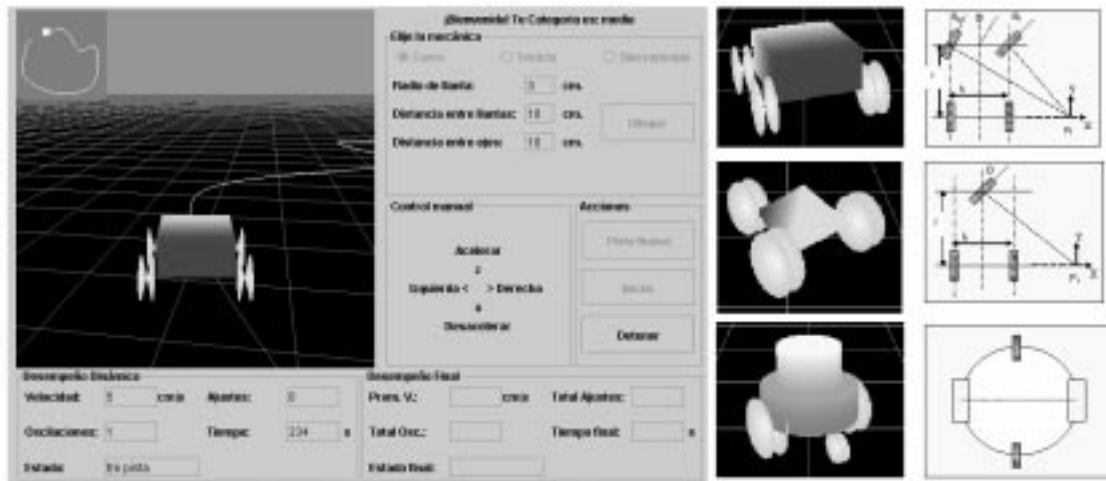 ¡Bienvenido! Tu Categoria es: medio
Elije la mecánica
Carro Triciclo Sincronizado
Radio de llanta: 3 cms.
Distancia entre llantas: 10 cms.
Distancia entre ejes: 10 cms.
Dibujar
Control manual
Acelerar
Izquierda < > Derecha
Desacelerar
Acciones
Pista Nueva
Iniciar
Detener
Desempeño Dinámico
Velocidad: 5 cm/s Ajustes: 0
Oscilaciones: 1 Tiempo: 234 s
Estado: En pista
Desempeño Final
Prom. V.: cm/s Total Ajustes:
Total Osc.: Tiempo final: s
Estado final: